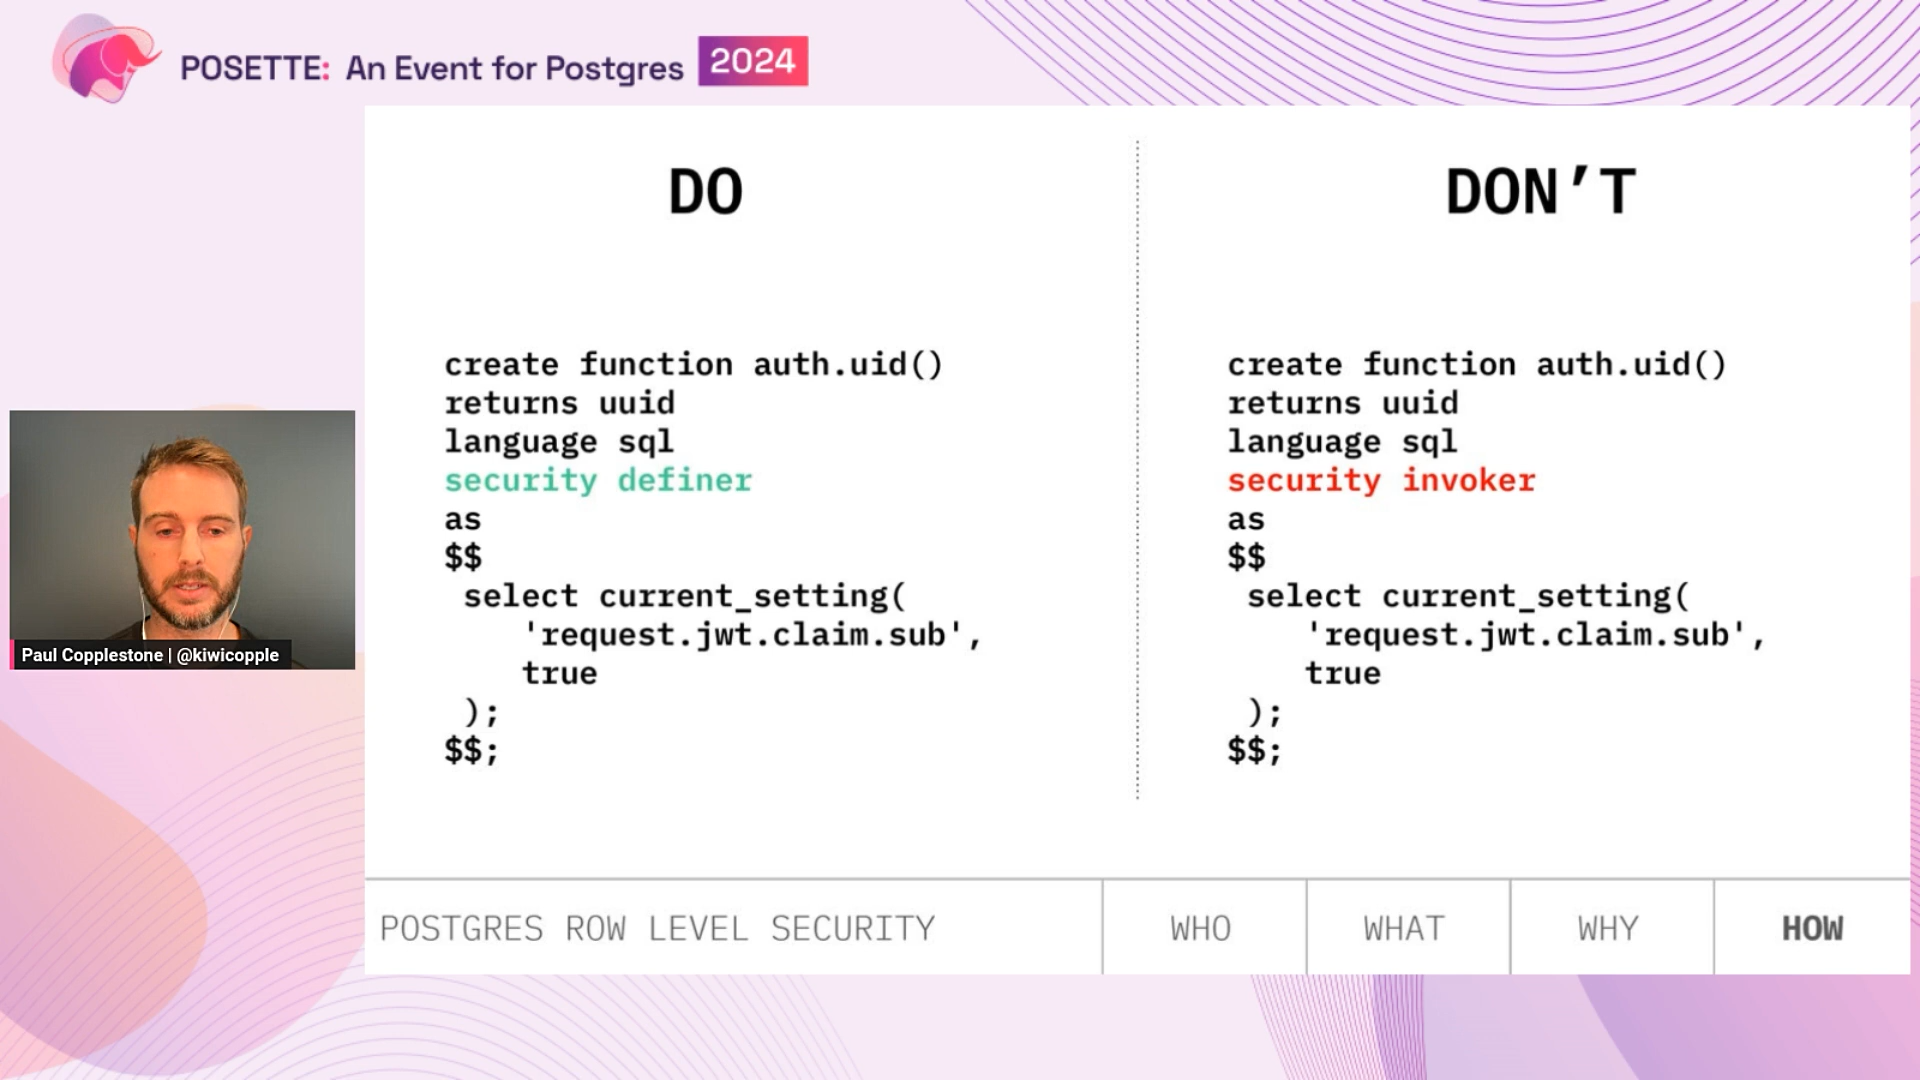 POSETTE: An Event for Postgres 2024
DO
create function auth.uid()
returns uuid
language sql
security definer
as
$$
select current_setting(
'request.jwt.claim.sub',
true
);
$$;
DON'T
create function auth.uid()
returns uuid
language sql
security invoker
as
$$
select current_setting(
'request.jwt.claim.sub',
true
);
$$;
Paul Copplestone | @kiwicopple
POSTGRES ROW LEVEL SECURITY
WHO
WHAT
WHY
HOW